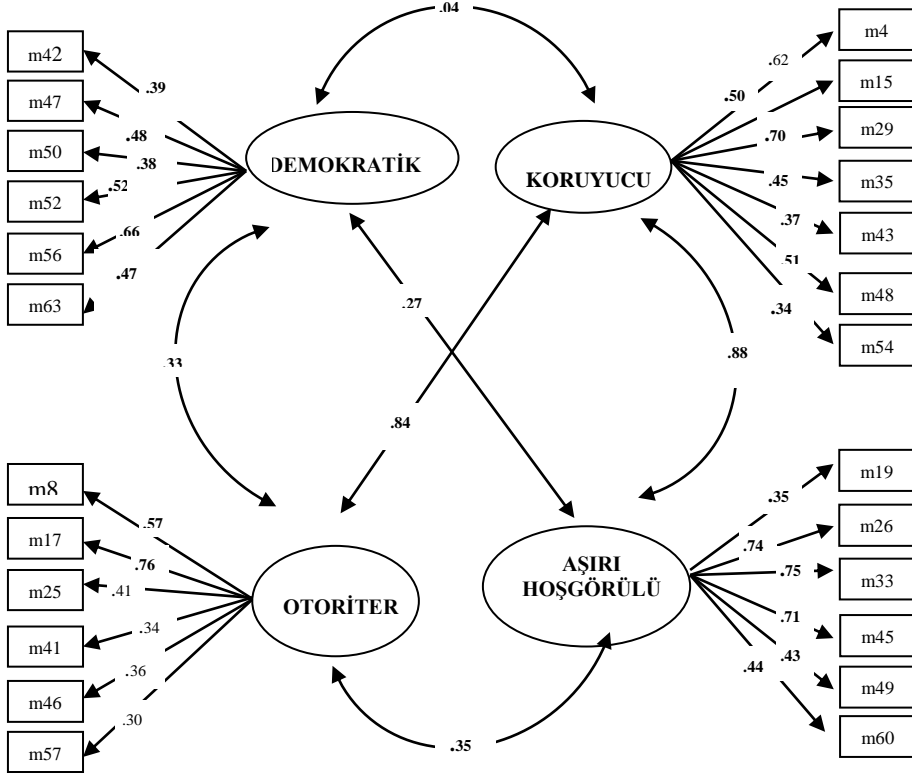 .04
m42
m47
m50
m52
m56
m63
.39
.48
.38
.52
.66
.47
DEMOKRATİK
KORUYUCU
.62
.50
.70
.45
.37
.51
.34
m4
m15
m29
m35
m43
m48
m54
.27
.33
.84
.88
m8
m17
m25
m41
m46
m57
.57
.76
.41
.34
.36
.30
OTORİTER
AŞIRI
HOŞGÖRÜLÜ
.35
.74
.75
.71
.43
.44
m19
m26
m33
m45
m49
m60
.35